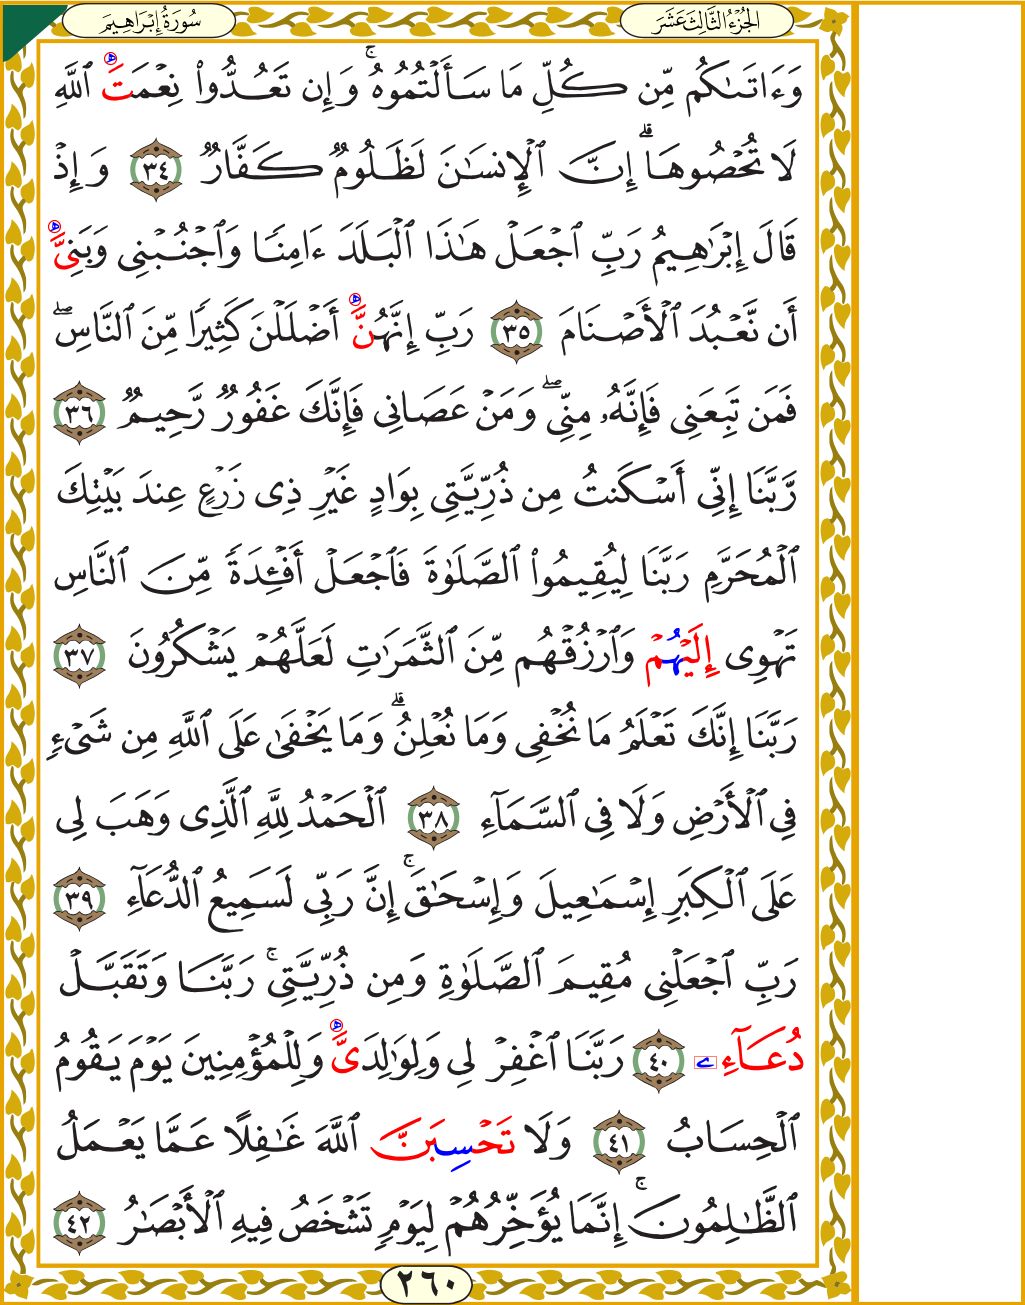 سُورَةُ إِبْرَاهِيمَ الجُزْءُ الثَّالِثَ عَشَرَ
وَءَاتَىٰكُم مِّن كُلِّ مَا سَأَلْتُمُوهُۚ وَإِن تَعُدُّوا۟ نِعْمَتَ ٱللَّهِ
لَا تُحْصُوهَاۗ إِنَّ ٱلْإِنسَـٰنَ لَظَلُومٌ كَفَّارٌ ٣٤ وَإِذْ
قَالَ إِبْرَٰهِيمُ رَبِّ ٱجْعَلْ هَـٰذَا ٱلْبَلَدَ ءَامِنًا وَٱجْنُبْنِى وَبَنِىَّ
أَن نَّعْبُدَ ٱلْأَصْنَامَ ٣٥ رَبِّ إِنَّهُنَّ أَضْلَلْنَ كَثِيرًا مِّنَ ٱلنَّاسِۖ
فَمَن تَبِعَنِى فَإِنَّهُۥ مِنِّىۖ وَمَنْ عَصَانِى فَإِنَّكَ غَفُورٌ رَّحِيمٌ ٣٦
رَّبَّنَا إِنِّى أَسْكَنتُ مِن ذُرِّيَّتِى بِوَادٍ غَيْرِ ذِى زَرْعٍ عِندَ بَيْتِكَ
ٱلْمُحَرَّمِ رَبَّنَا لِيُقِيمُوا۟ ٱلصَّلَوٰةَ فَٱجْعَلْ أَفْـِٔدَةً مِّنَ ٱلنَّاسِ
تَهْوِى إِلَيْهُمْ وَٱرْزُقْهُم مِّنَ ٱلثَّمَرَٰتِ لَعَلَّهُمْ يَشْكُرُونَ ٣٧
رَبَّنَا إِنَّكَ تَعْلَمُ مَا نُخْفِى وَمَا نُعْلِنُۗ وَمَا يَخْفَىٰ عَلَى ٱللَّهِ مِن شَىْءٍ
فِى ٱلْأَرْضِ وَلَا فِى ٱلسَّمَآءِ ٣٨ ٱلْحَمْدُ لِلَّهِ ٱلَّذِى وَهَبَ لِى
عَلَى ٱلْكِبَرِ إِسْمَـٰعِيلَ وَإِسْحَـٰقَۚ إِنَّ رَبِّى لَسَمِيعُ ٱلدُّعَآءِ ٣٩
رَبِّ ٱجْعَلْنِى مُقِيمَ ٱلصَّلَوٰةِ وَمِن ذُرِّيَّتِىۚ رَبَّنَا وَتَقَبَّلْ
دُعَآءِۦ ٤٠ رَبَّنَا ٱغْفِرْ لِى وَلِوَٰلِدَىَّ وَلِلْمُؤْمِنِينَ يَوْمَ يَقُومُ
ٱلْحِسَابُ ٤١ وَلَا تَحْسِبَنَّ ٱللَّهَ غَـٰفِلًا عَمَّا يَعْمَلُ
ٱلظَّـٰلِمُونَۚ إِنَّمَا يُؤَخِّرُهُمْ لِيَوْمٍ تَشْخَصُ فِيهِ ٱلْأَبْصَـٰرُ ٤٢
٢٦٠